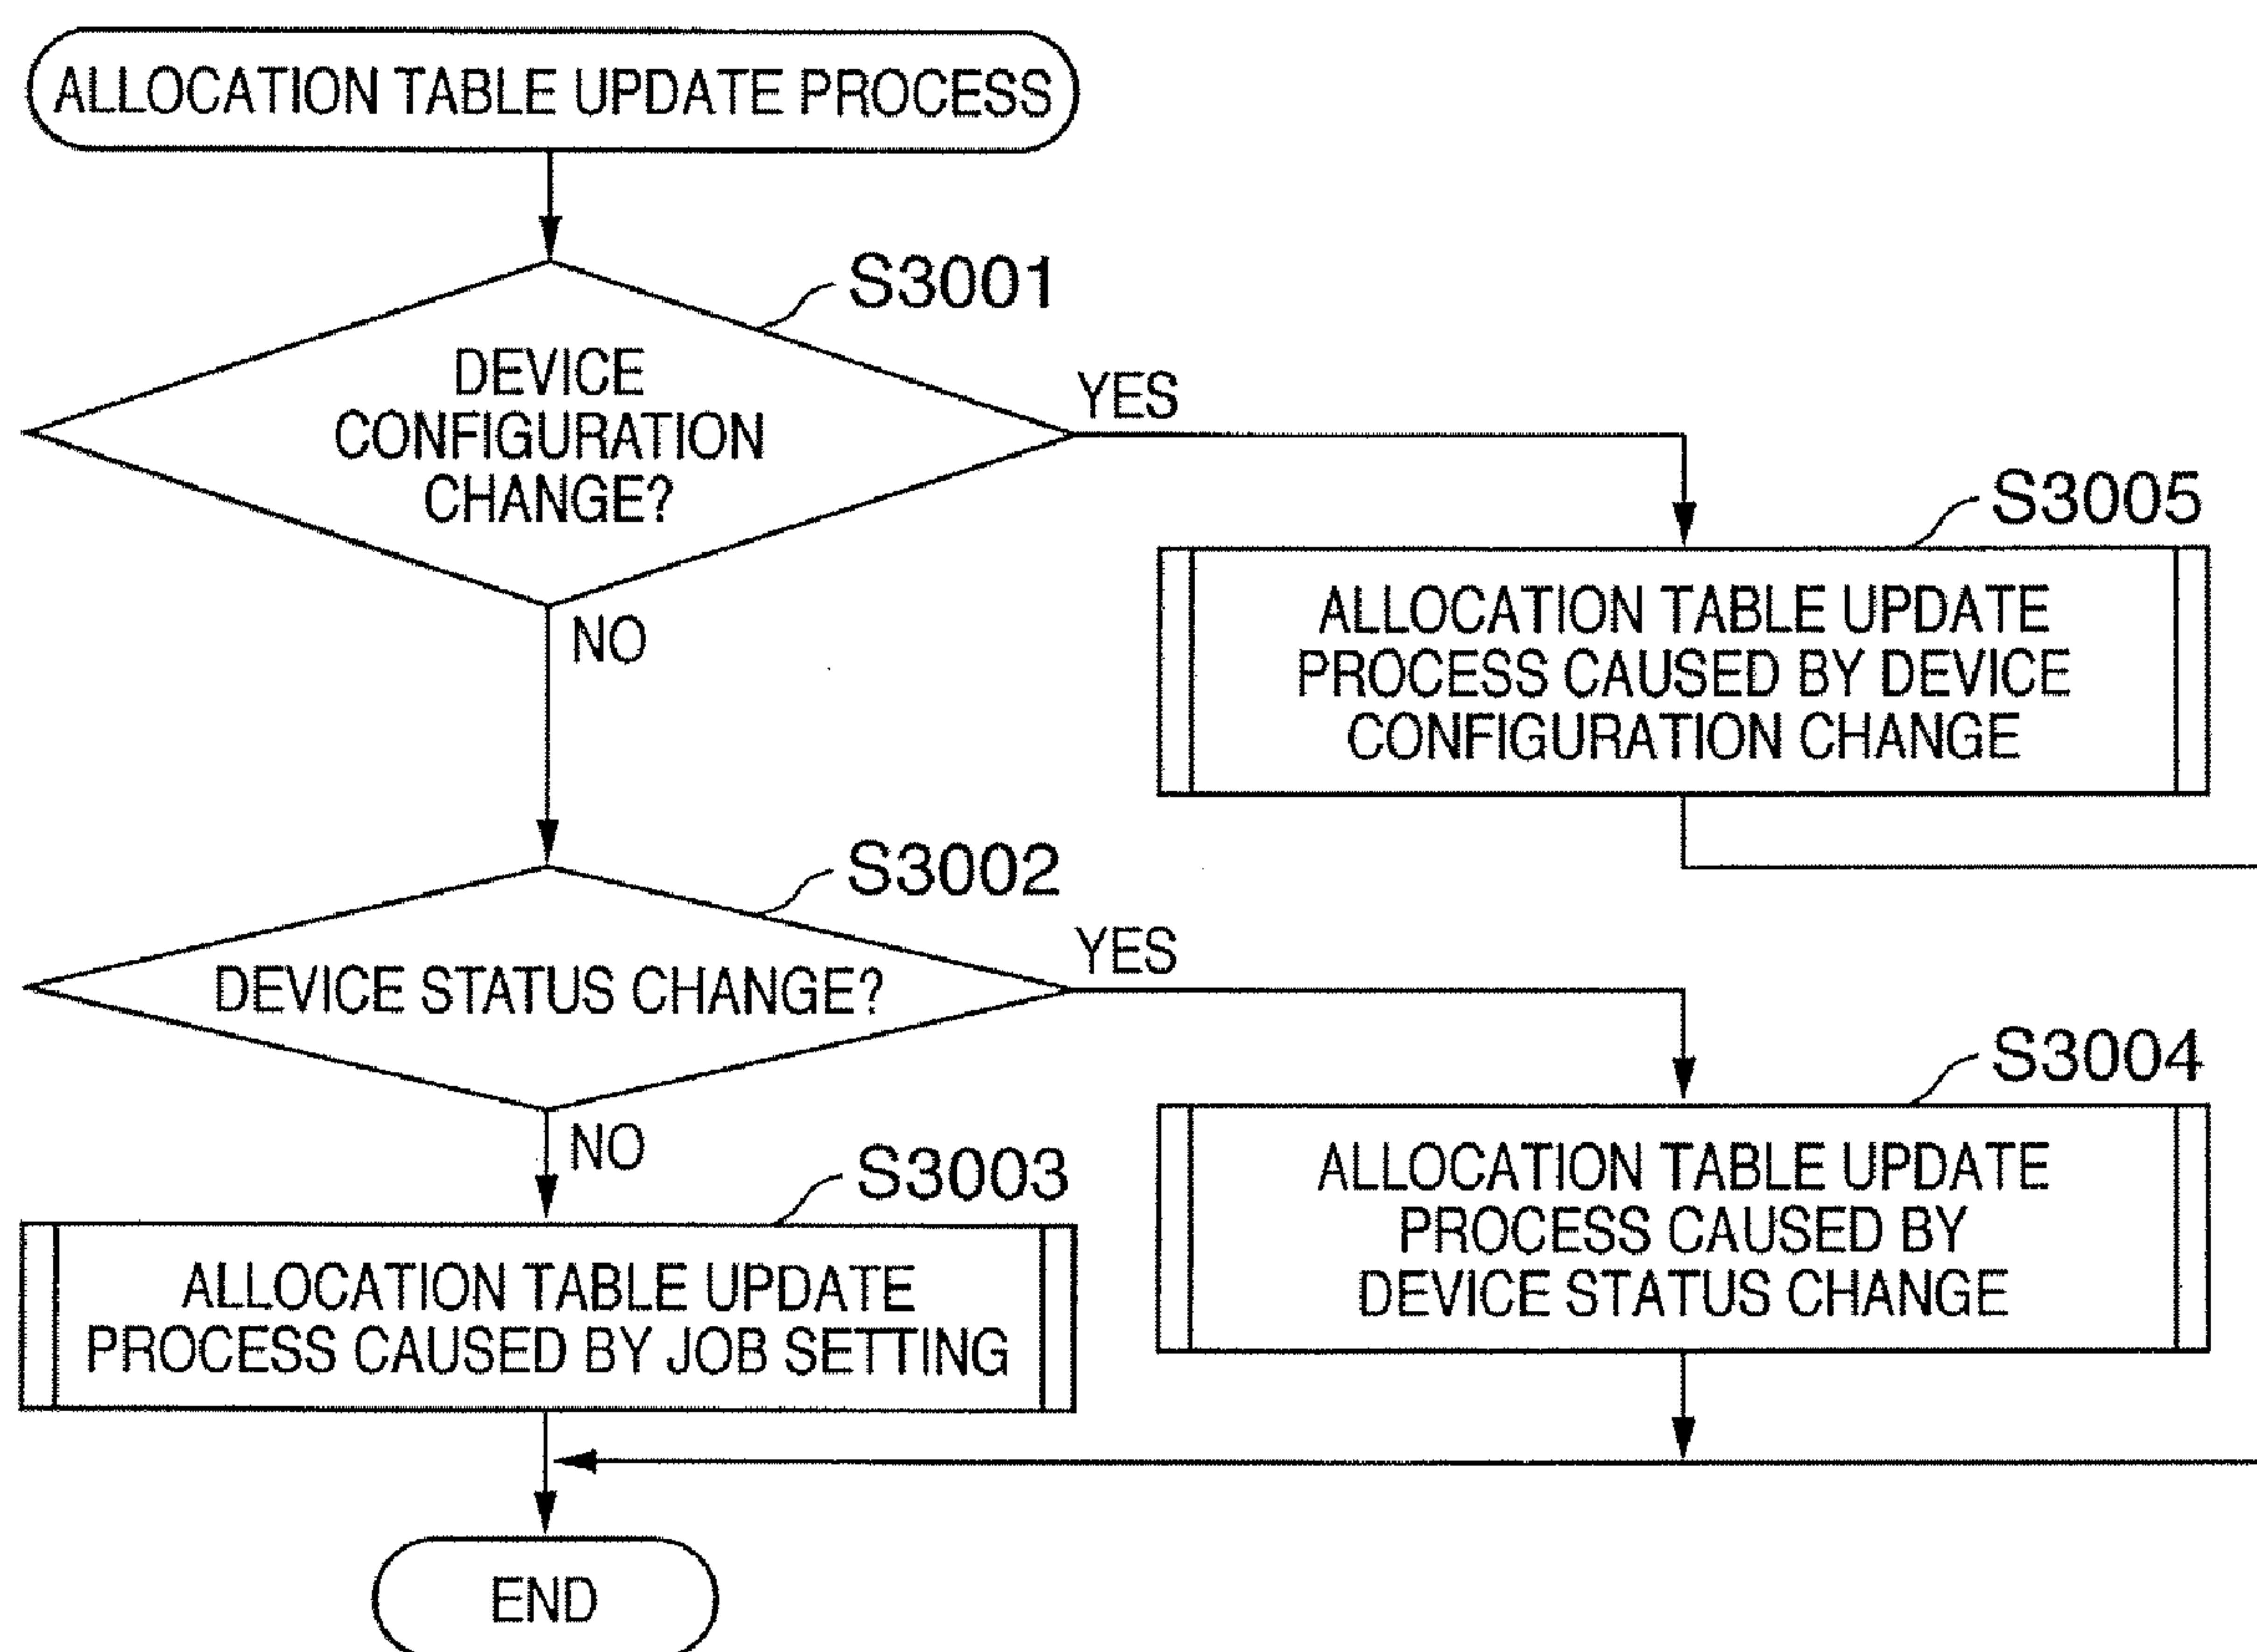 ALLOCATION TABLE UPDATE PROCESS
S3001
DEVICE
CONFIGURATION
CHANGE?
YES
NO
S3005
ALLOCATION TABLE UPDATE
PROCESS CAUSED BY DEVICE
CONFIGURATION CHANGE
S3002
DEVICE STATUS CHANGE?
YES
NO
S3004
ALLOCATION TABLE UPDATE
PROCESS CAUSED BY
DEVICE STATUS CHANGE
S3003
ALLOCATION TABLE UPDATE
PROCESS CAUSED BY JOB SETTING
END